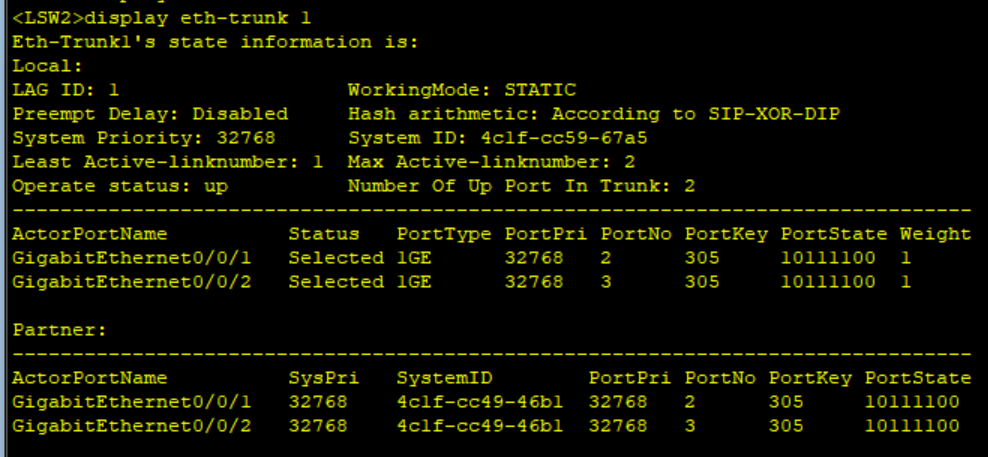 <LSW2>display eth-trunk 1
Eth-Trunk1's state information is:
Local:
LAG ID: 1 WorkingMode: STATIC
Preempt Delay: Disabled Hash arithmetic: According to SIP-XOR-DIP
System Priority: 32768 System ID: 4c1f-cc59-67a5
Least Active-linknumber: 1 Max Active-linknumber: 2
Operate status: up Number Of Up Port In Trunk: 2
--------------------------------------------------------------------------------
ActorPortName Status PortType PortPri PortNo PortKey PortState Weight
GigabitEthernet0/0/1 Selected 1GE 32768 2 305 10111100 1
GigabitEthernet0/0/2 Selected 1GE 32768 3 305 10111100 1
Partner:
--------------------------------------------------------------------------------
ActorPortName SysPri SystemID PortPri PortNo PortKey PortState
GigabitEthernet0/0/1 32768 4c1f-cc49-46b1 32768 2 305 10111100
GigabitEthernet0/0/2 32768 4c1f-cc49-46b1 32768 3 305 10111100